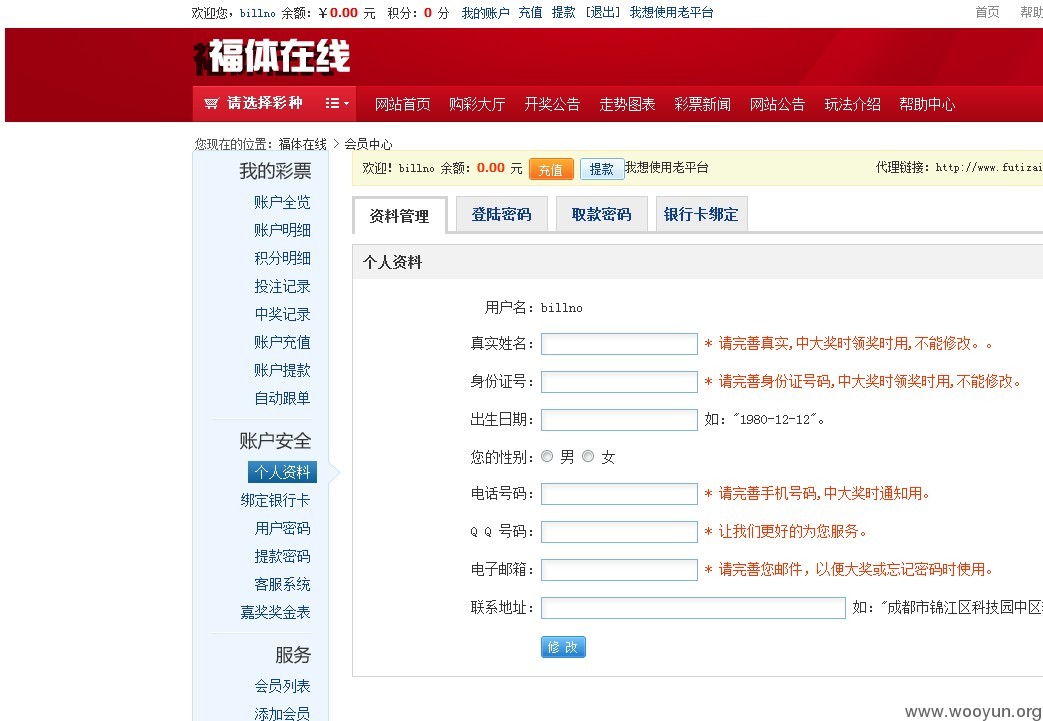 欢迎您，billno 余额：￥0.00 元 积分：0 分 我的账户 充值 提款 [退出] 我想使用老平台 首页 帮助
福体在线
请选择彩种 网站首页 购彩大厅 开奖公告 走势图表 彩票新闻 网站公告 玩法介绍 帮助中心
您现在的位置：福体在线 > 会员中心
我的彩票
账户全览
账户明细
积分明细
投注记录
中奖记录
账户充值
账户提款
自动跟单
账户安全
个人资料
绑定银行卡
用户密码
提款密码
客服系统
嘉奖奖金表
服务
会员列表
添加会员
欢迎！billno 余额：0.00 元 充值 提款 我想使用老平台 代理链接：http://www.futizai
资料管理 登陆密码 取款密码 银行卡绑定
个人资料
用户名：billno
真实姓名： * 请完善真实,中大奖时领奖时用,不能修改。。
身份证号： * 请完善身份证号码,中大奖时领奖时用,不能修改。
出生日期： 如："1980-12-12"。
您的性别： 男 女
电话号码： * 请完善手机号码,中大奖时通知用。
Q Q 号码： * 让我们更好的为您服务。
电子邮箱： * 请完善您邮件，以便大奖或忘记密码时使用。
联系地址： 如："成都市锦江区科技园中区
修 改
www.wooyun.org